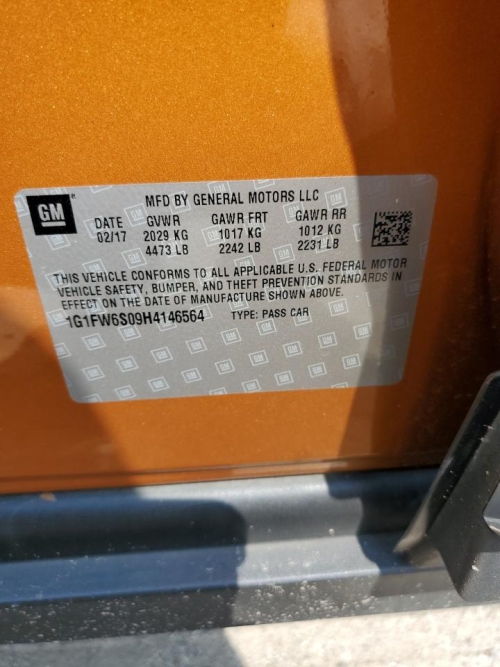 GM
MFD BY GENERAL MOTORS LLC
DATE GVWR GAWR FRT GAWR RR
02/17 2029 KG 1017 KG 1012 KG
4473 LB 2242 LB 2231 LB
THIS VEHICLE CONFORMS TO ALL APPLICABLE U.S. FEDERAL MOTOR
VEHICLE SAFETY, BUMPER, AND THEFT PREVENTION STANDARDS IN
EFFECT ON THE DATE OF MANUFACTURE SHOWN ABOVE.
1G1FW6S09H4146564 TYPE: PASS CAR